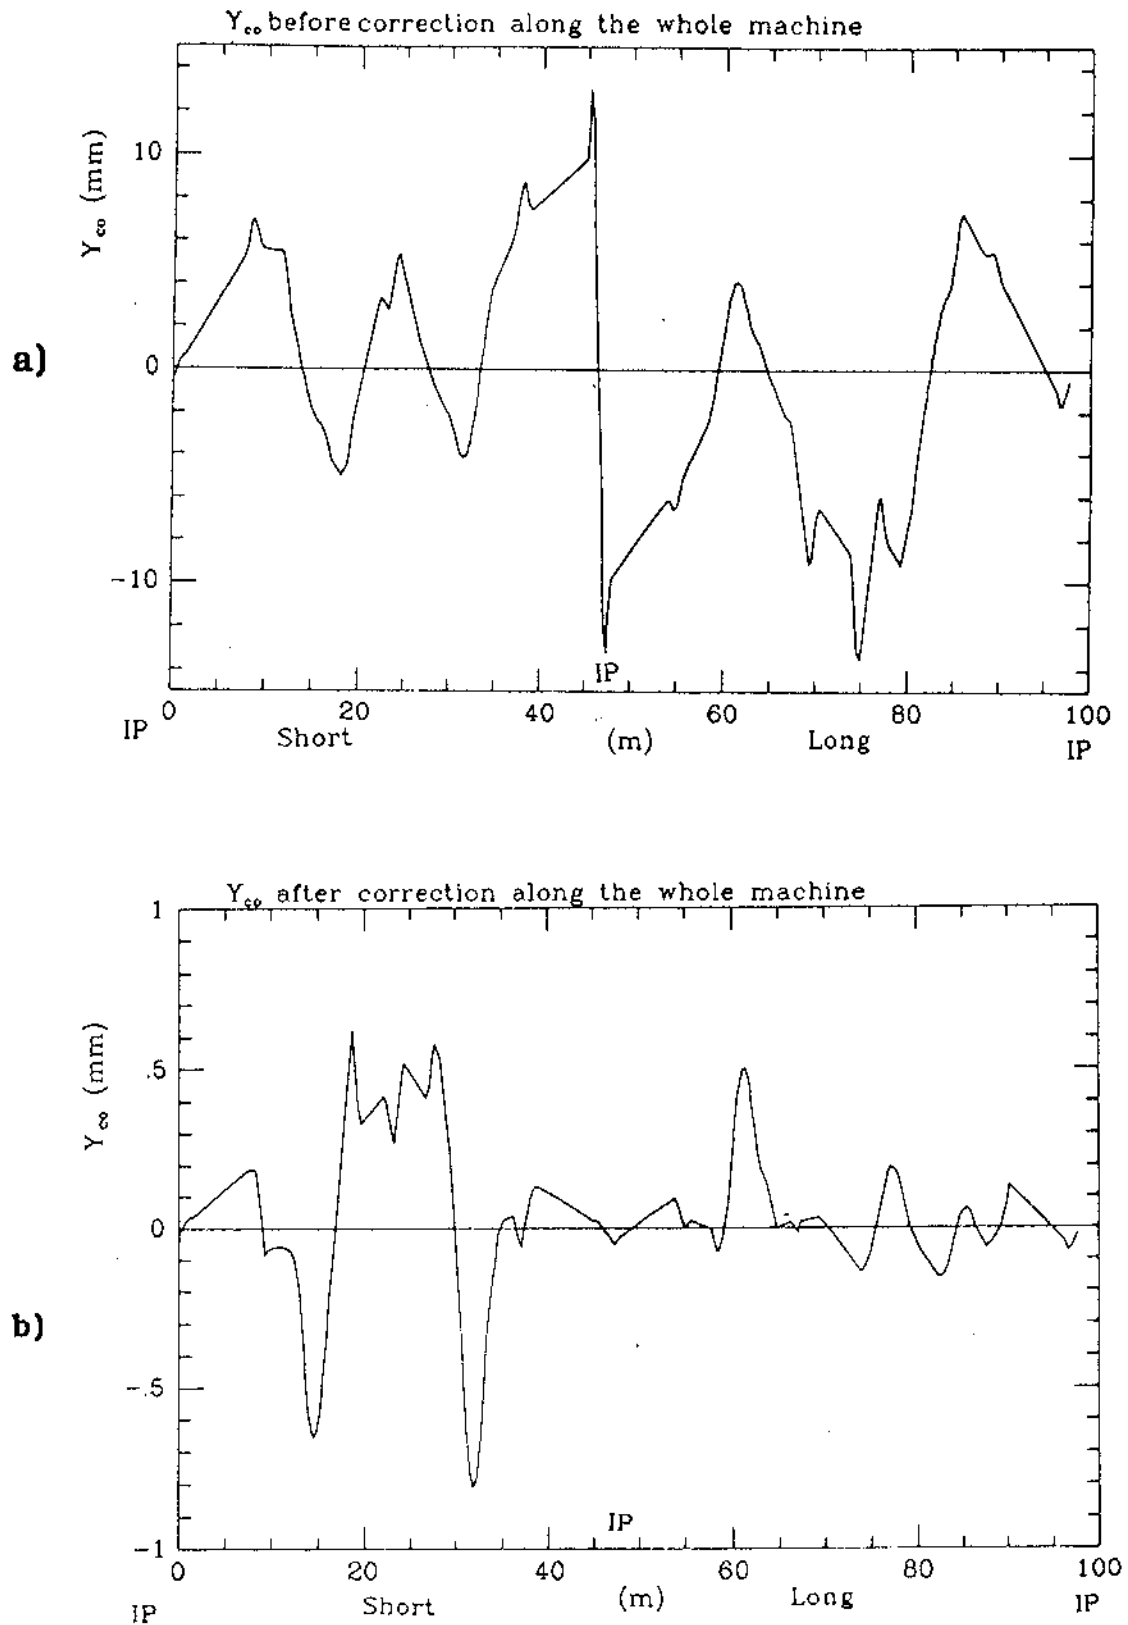 Y_co before correction along the whole machine
Y_co (mm)
10
0
-10
a)
IP
0 20 40 60 80 100
IP Short (m) Long IP
Y_co after correction along the whole machine
Y_co (mm)
1
.5
0
-.5
-1
b)
IP
0 20 40 60 80 100
IP Short (m) Long IP